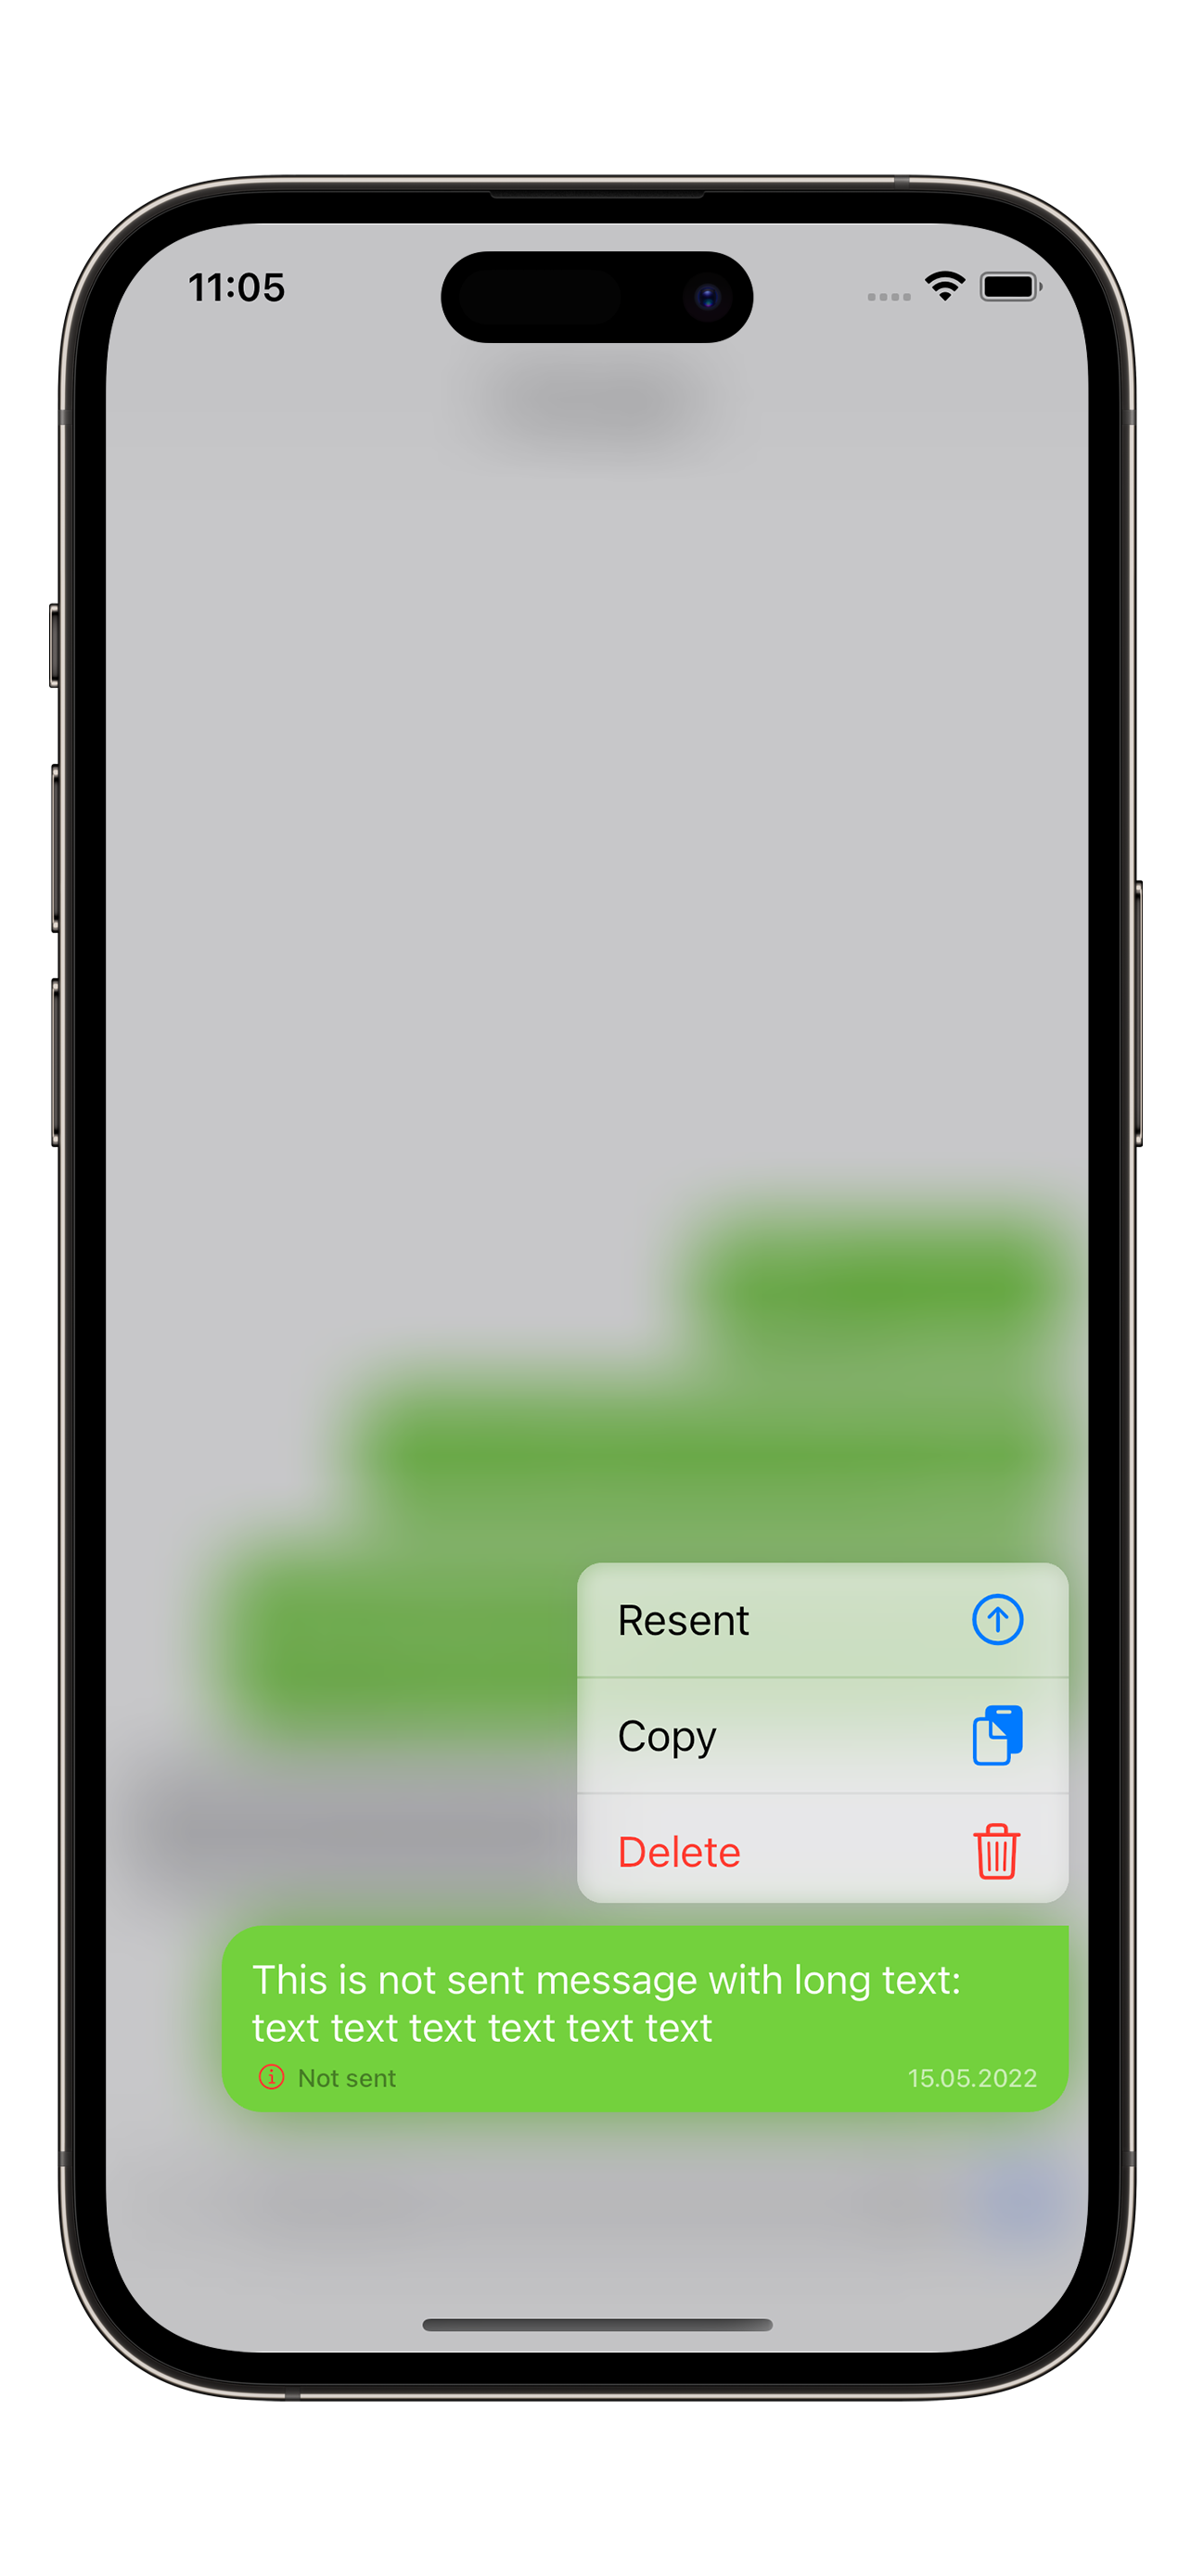 11:05
Resent
Copy
Delete
This is not sent message with long text:
text text text text text text
Not sent
15.05.2022